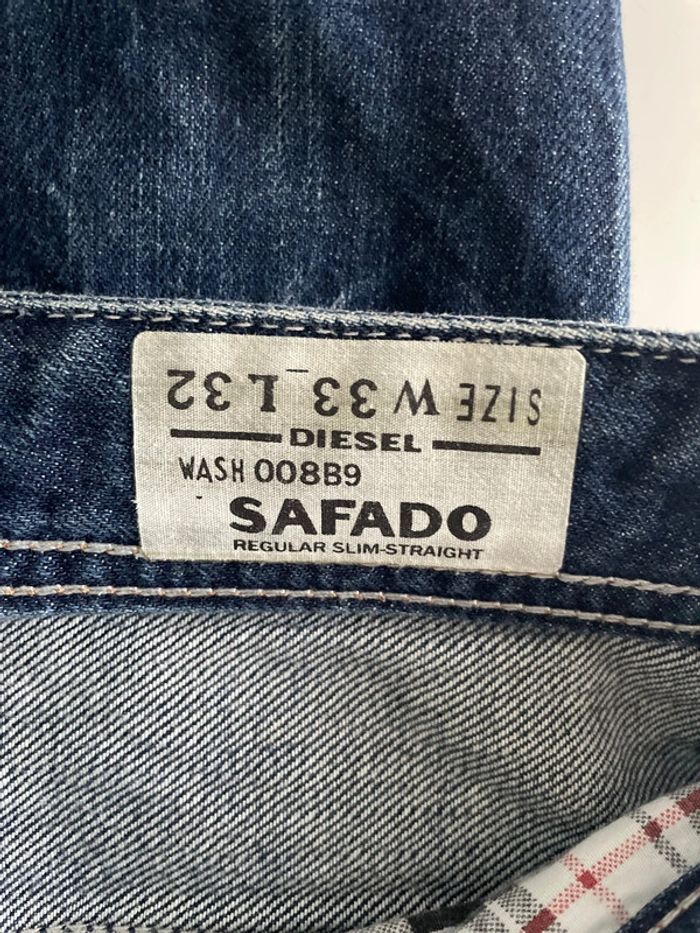 SIZE W 33 L 32
DIESEL
WASH 008B9
SAFADO
REGULAR SLIM-STRAIGHT